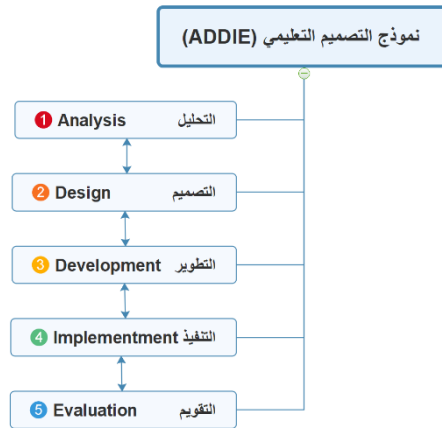 نموذج التصميم التعليمي (ADDIE)
1 Analysis التحليل
2 Design التصميم
3 Development التطوير
4 Implementment التنفيذ
5 Evaluation التقويم